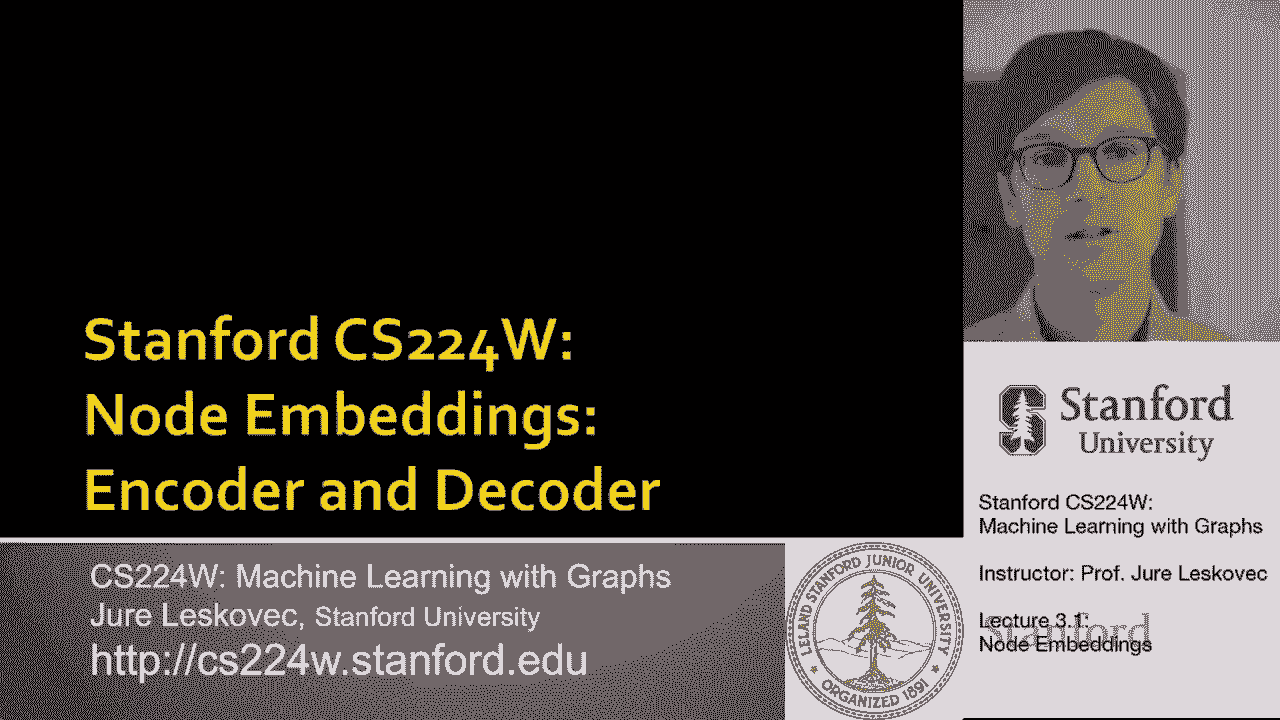 Stanford CS224W:
Node Embeddings:
Encoder and Decoder
CS224W: Machine Learning with Graphs
Jure Leskovec, Stanford University
http://cs224w.stanford.edu
LELAND STANFORD JUNIOR UNIVERSITY
ORGANIZED 1891
Stanford
University
Stanford CS224W:
Machine Learning with Graphs
Instructor: Prof. Jure Leskovec
Lecture 3.1:
Node Embeddings
Stanford